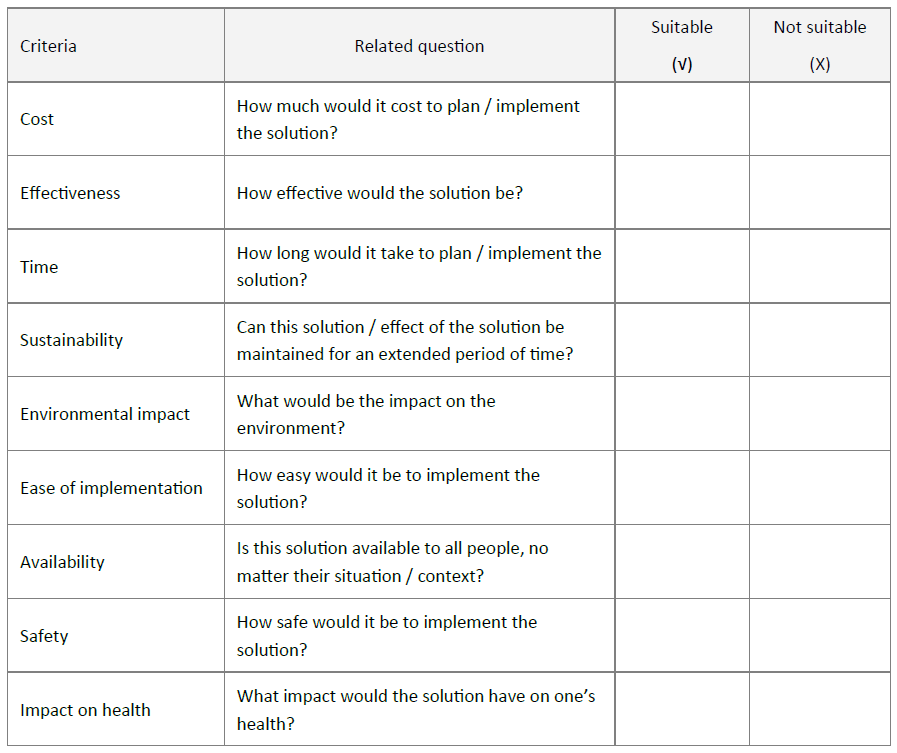 Criteria
Related question
Suitable
(√)
Not suitable
(X)
Cost
How much would it cost to plan / implement
the solution?
Effectiveness
How effective would the solution be?
Time
How long would it take to plan / implement the
solution?
Sustainability
Can this solution / effect of the solution be
maintained for an extended period of time?
Environmental impact
What would be the impact on the
environment?
Ease of implementation
How easy would it be to implement the
solution?
Availability
Is this solution available to all people, no
matter their situation / context?
Safety
How safe would it be to implement the
solution?
Impact on health
What impact would the solution have on one’s
health?